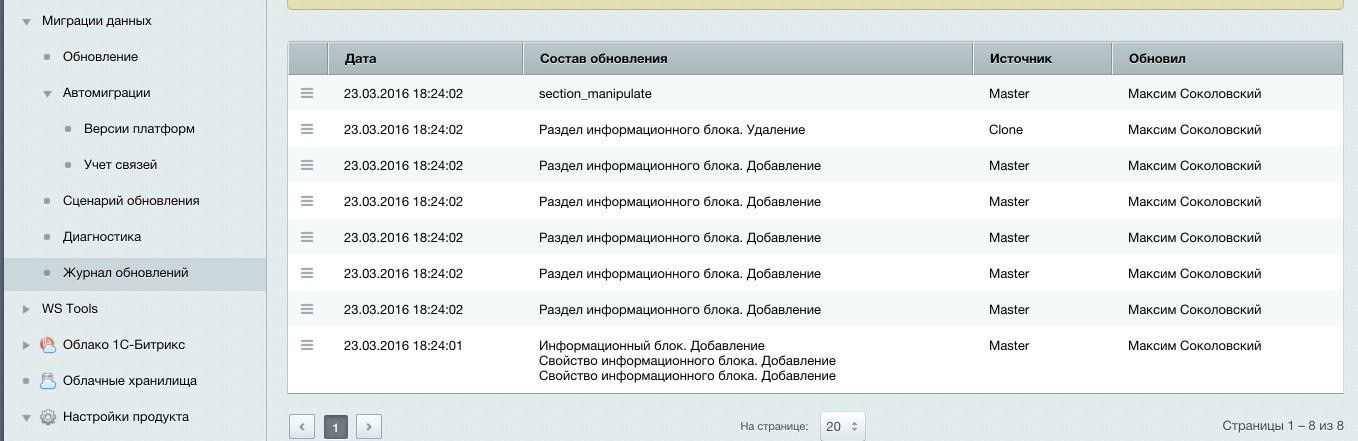 Миграции данных
Обновление
Автомиграции
Версии платформ
Учет связей
Сценарий обновления
Диагностика
Журнал обновлений
WS Tools
Облако 1С-Битрикс
Облачные хранилища
Настройки продукта
Дата Состав обновления Источник Обновил
23.03.2016 18:24:02 section_manipulate Master Максим Соколовский
23.03.2016 18:24:02 Раздел информационного блока. Удаление Clone Максим Соколовский
23.03.2016 18:24:02 Раздел информационного блока. Добавление Master Максим Соколовский
23.03.2016 18:24:02 Раздел информационного блока. Добавление Master Максим Соколовский
23.03.2016 18:24:02 Раздел информационного блока. Добавление Master Максим Соколовский
23.03.2016 18:24:02 Раздел информационного блока. Добавление Master Максим Соколовский
23.03.2016 18:24:02 Раздел информационного блока. Добавление Master Максим Соколовский
23.03.2016 18:24:01 Информационный блок. Добавление Master Максим Соколовский
Свойство информационного блока. Добавление
Свойство информационного блока. Добавление
1 На странице: 20 Страницы 1 – 8 из 8